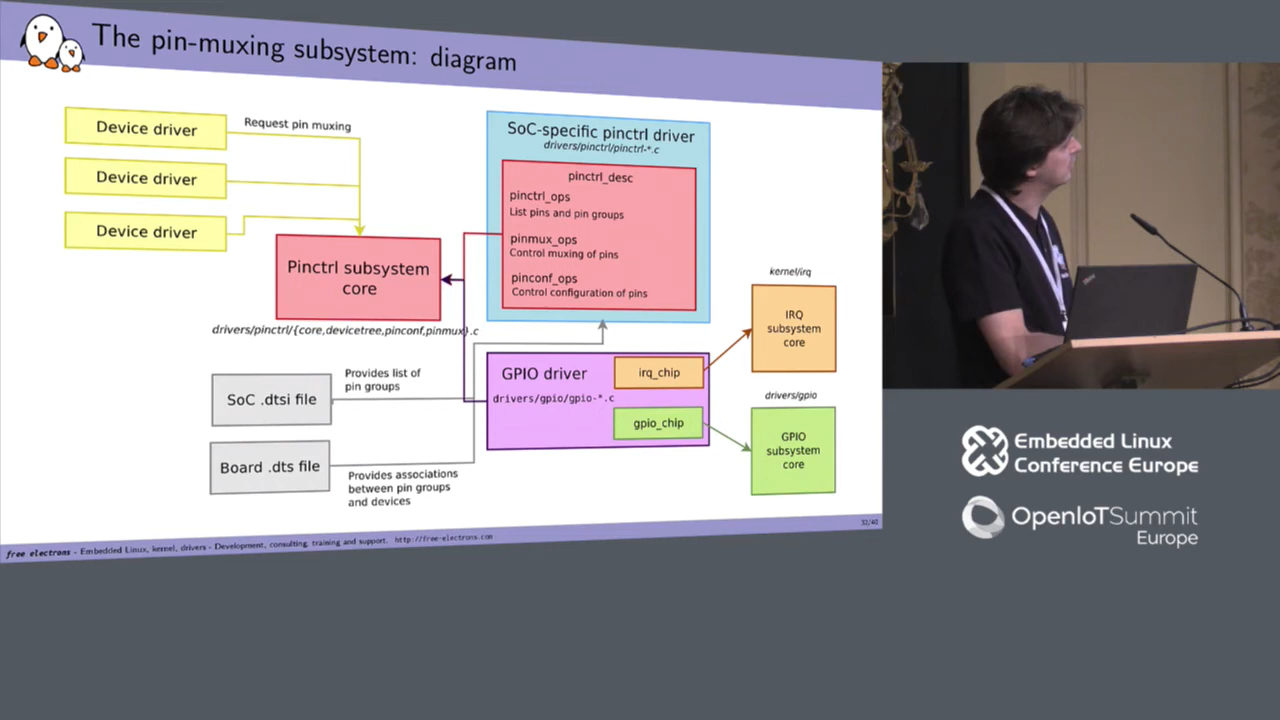 The pin-muxing subsystem: diagram
Device driver
Request pin muxing
Device driver
Device driver
Pinctrl subsystem
core
drivers/pinctrl/{core,devicetree,pinconf,pinmux}.c
SoC-specific pinctrl driver
drivers/pinctrl/pinctrl-*.c
pinctrl_desc
pinctrl_ops
List pins and pin groups
pinmux_ops
Control muxing of pins
pinconf_ops
Control configuration of pins
SoC .dtsi file
Provides list of
pin groups
Board .dts file
Provides associations
between pin groups
and devices
GPIO driver
drivers/gpio/gpio-*.c
irq_chip
gpio_chip
kernel/irq
IRQ
subsystem
core
drivers/gpio
GPIO
subsystem
core
free electrons - Embedded Linux, kernel, drivers - Development, consulting, training and support. http://free-electrons.com
Embedded Linux
Conference Europe
OpenIoTSummit
Europe